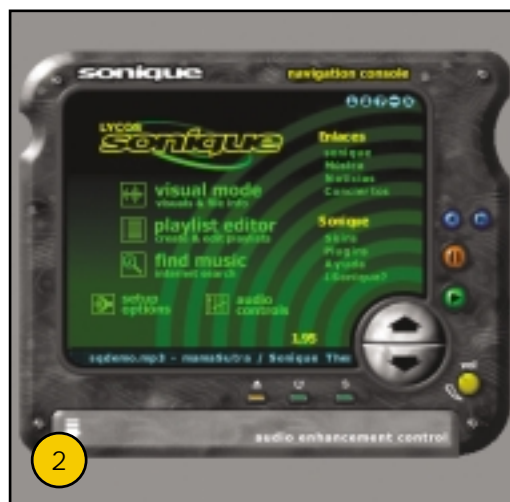 sonique
navigation console
LYCOS
sonique
visual mode
visuals & file info
playlist editor
create & edit playlists
find music
internet search
setup
options
audio
controls
Enlaces
sonique
Música
Noticias
Conciertos
Sonique
Skins
Plugins
Ayuda
¿Sonique?
1.95
sqdemo.mp3 - mamaSutra / Sonique The
vol
audio enhancement control
2